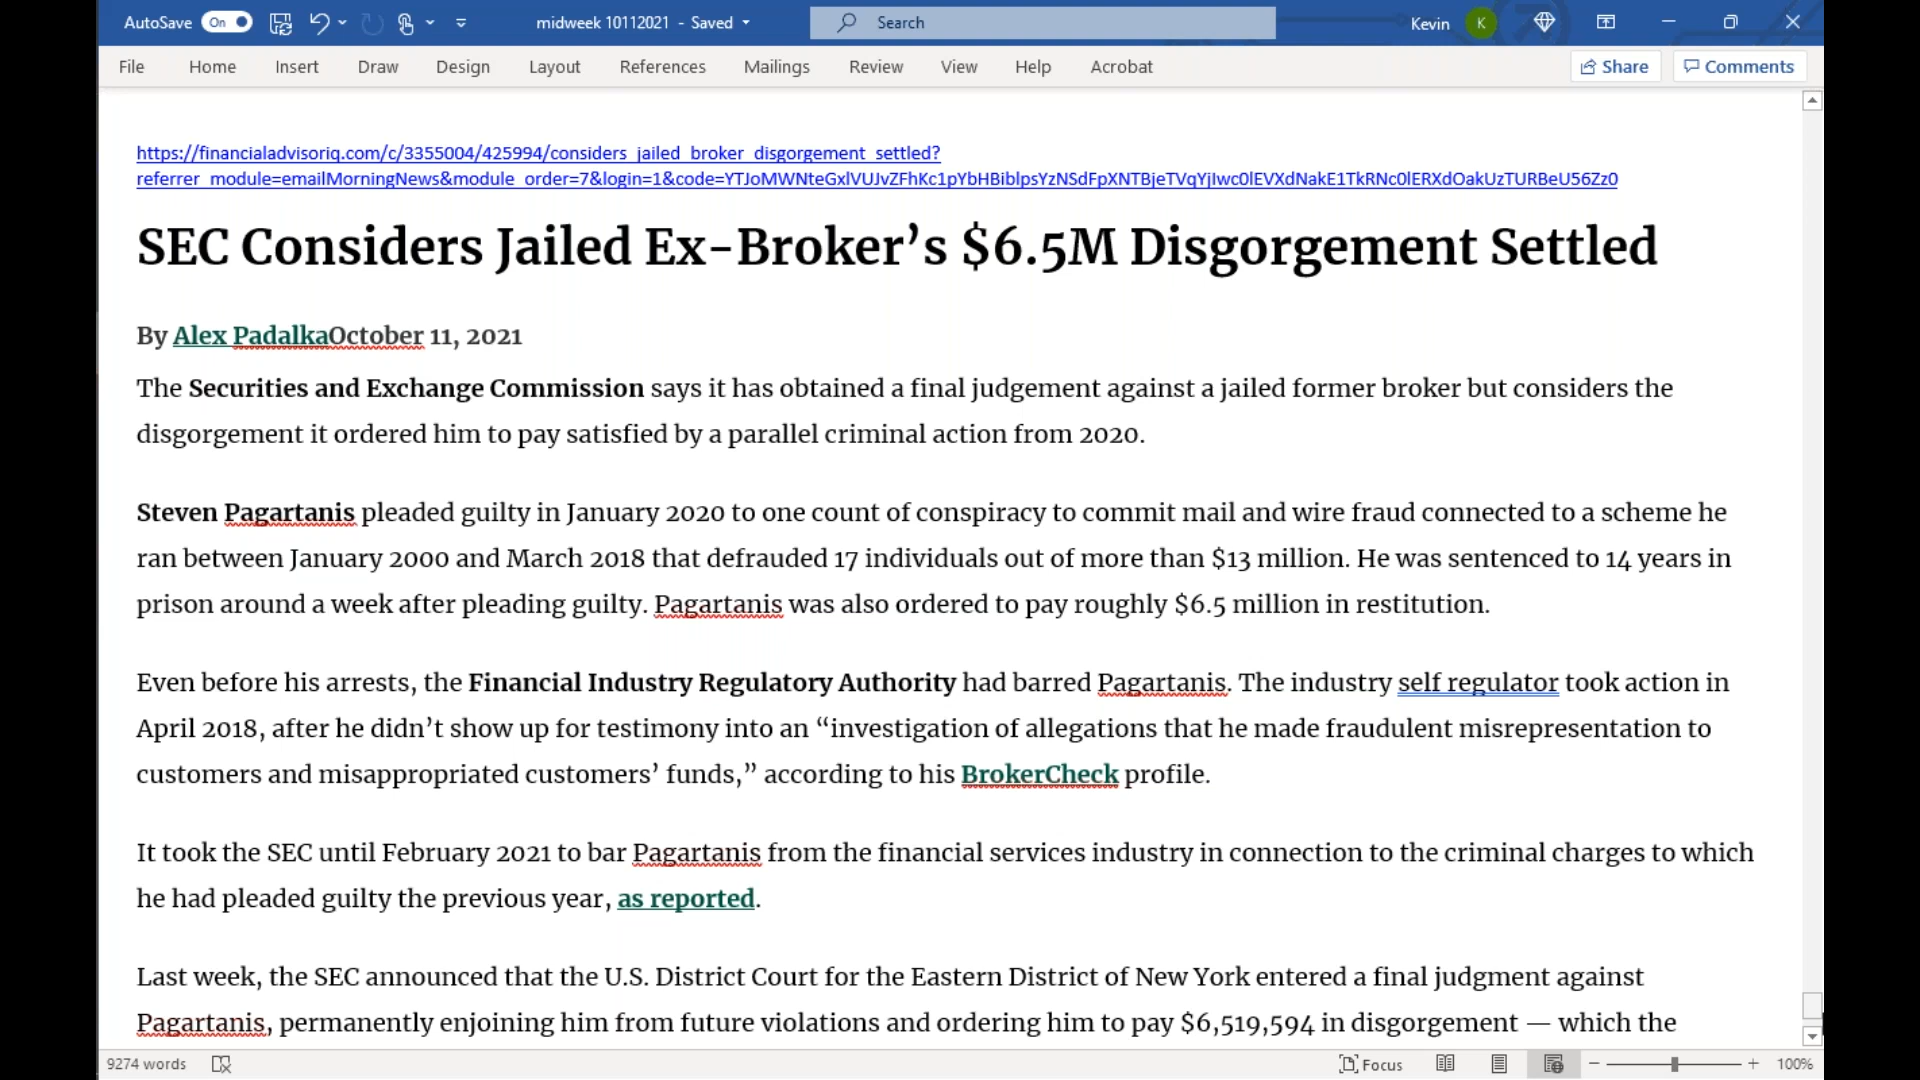 AutoSave On midweek 10112021 - Saved Search Kevin K
File Home Insert Draw Design Layout References Mailings Review View Help Acrobat Share Comments
https://financialadvisoriq.com/c/3355004/425994/considers_jailed_broker_disgorgement_settled?
referrer_module=emailMorningNews&module_order=7&login=1&code=YTJoMWNteGxlVUJvZFhKc1pYbHBiblpsYzNSdFpXNTBjeTVqYjIwc0lEVXdNakE1TkRNc0lERXdOakUzTURBeU56Zz0
SEC Considers Jailed Ex-Broker’s $6.5M Disgorgement Settled
By Alex PadalkaOctober 11, 2021
The Securities and Exchange Commission says it has obtained a final judgement against a jailed former broker but considers the
disgorgement it ordered him to pay satisfied by a parallel criminal action from 2020.
Steven Pagartanis pleaded guilty in January 2020 to one count of conspiracy to commit mail and wire fraud connected to a scheme he
ran between January 2000 and March 2018 that defrauded 17 individuals out of more than $13 million. He was sentenced to 14 years in
prison around a week after pleading guilty. Pagartanis was also ordered to pay roughly $6.5 million in restitution.
Even before his arrests, the Financial Industry Regulatory Authority had barred Pagartanis. The industry self regulator took action in
April 2018, after he didn’t show up for testimony into an “investigation of allegations that he made fraudulent misrepresentation to
customers and misappropriated customers’ funds,” according to his BrokerCheck profile.
It took the SEC until February 2021 to bar Pagartanis from the financial services industry in connection to the criminal charges to which
he had pleaded guilty the previous year, as reported.
Last week, the SEC announced that the U.S. District Court for the Eastern District of New York entered a final judgment against
Pagartanis, permanently enjoining him from future violations and ordering him to pay $6,519,594 in disgorgement — which the
9274 words Focus 100%